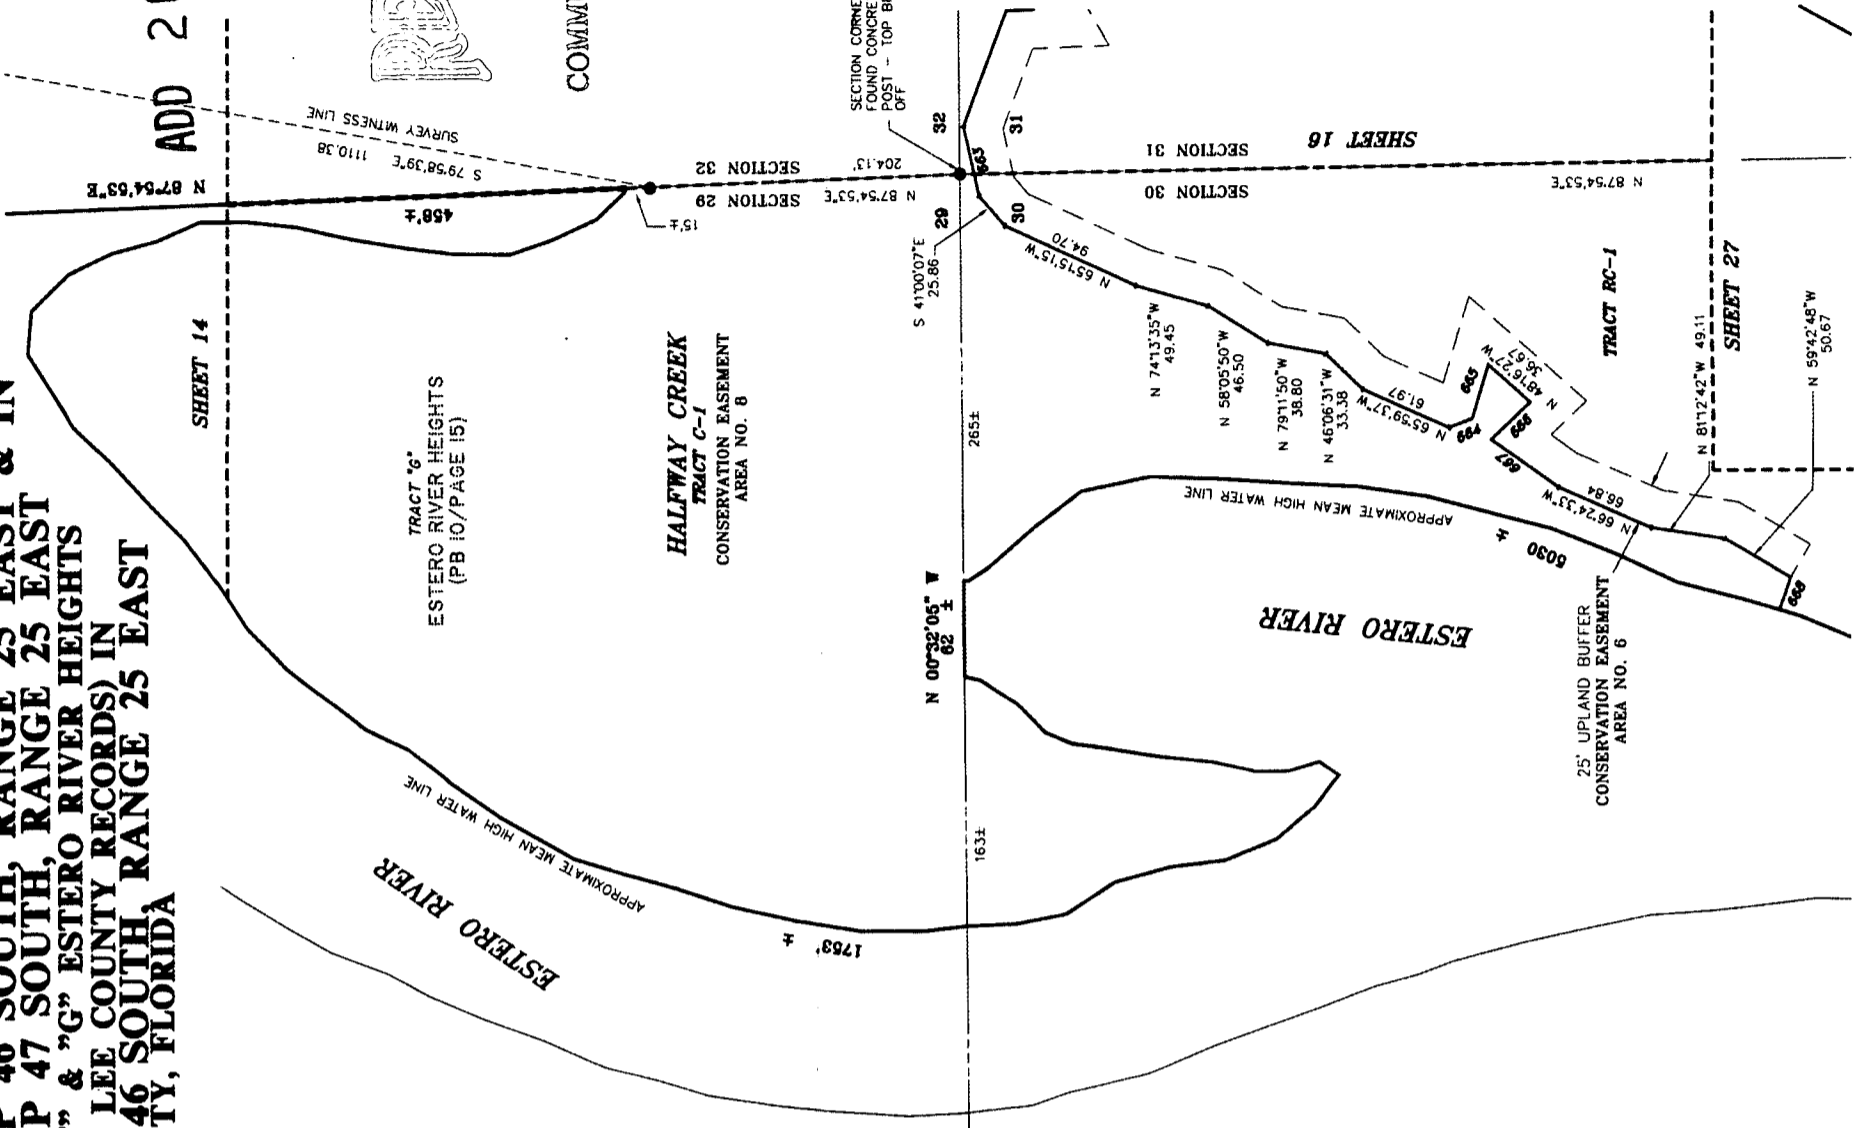 47 SOUTH, RANGE 25 EAST
& "G" ESTERO RIVER HEIGHTS
LEE COUNTY RECORDS) IN
46 SOUTH, RANGE 25 EAST
TY, FLORIDA
ADD 2
COMM
SURVEY WITNESS LINE
S 79°58'39"E 1110.38
N 87°54'53"E
458'±
15'±
SHEET 14
TRACT "G"
ESTERO RIVER HEIGHTS
(PB 10/PAGE 15)
HALFWAY CREEK
TRACT C-1
CONSERVATION EASEMENT
AREA NO. 8
SECTION 32
SECTION 29
204.13'
N 87°54'53"E
SECTION CORNE
FOUND CONCRE
POST - TOP B
OFF
32
31
29
30
663
SECTION 31
SECTION 30
SHEET 16
N 87°54'53"E
S 41°00'07"E
25.86
N 65°15'15"W
94.70
N 74°13'35"W
49.45
N 58°05'50"W
46.50
N 79°11'50"W
38.80
N 46°06'31"W
33.38
N 65°59'37"W
61.97
664
665
N 48°16'27"W
36.67
666
667
N 66°24'33"W
66.84
N 81°12'42"W 49.11
N 59°42'48"W
50.67
668
TRACT RC-1
SHEET 27
265±
N 00°32'05" W
62 ±
163±
APPROXIMATE MEAN HIGH WATER LINE
5030 ±
ESTERO RIVER
25' UPLAND BUFFER
CONSERVATION EASEMENT
AREA NO. 6
APPROXIMATE MEAN HIGH WATER LINE
1753' ±
ESTERO RIVER